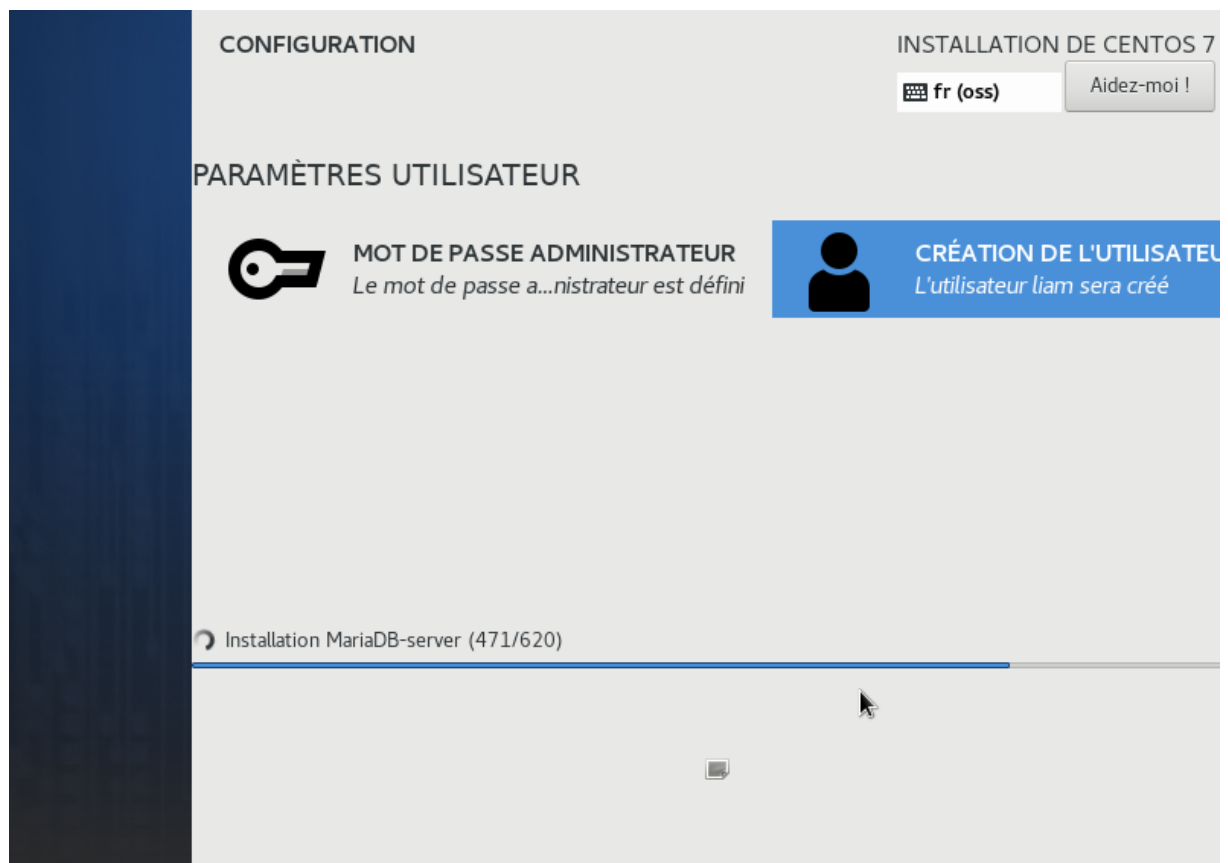 CONFIGURATION
INSTALLATION DE CENTOS 7
fr (oss)
Aidez-moi !
PARAMÈTRES UTILISATEUR
MOT DE PASSE ADMINISTRATEUR
Le mot de passe a...nistrateur est défini
CRÉATION DE L'UTILISATEU
L'utilisateur liam sera créé
Installation MariaDB-server (471/620)